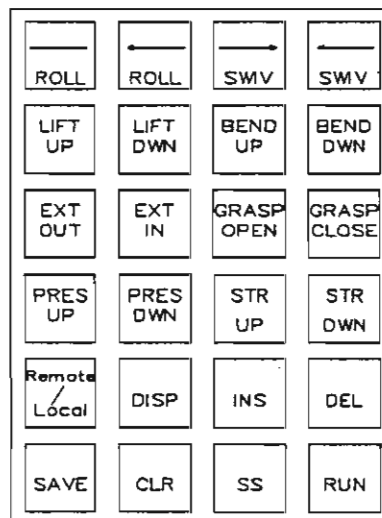 ROLL ROLL SWIV SWIV
LIFT LIFT BEND BEND
UP DWN UP DWN
EXT EXT GRASP GRASP
OUT IN OPEN CLOSE
PRES PRES STR STR
UP DWN UP DWN
Remote
/ DISP INS DEL
Local
SAVE CLR SS RUN